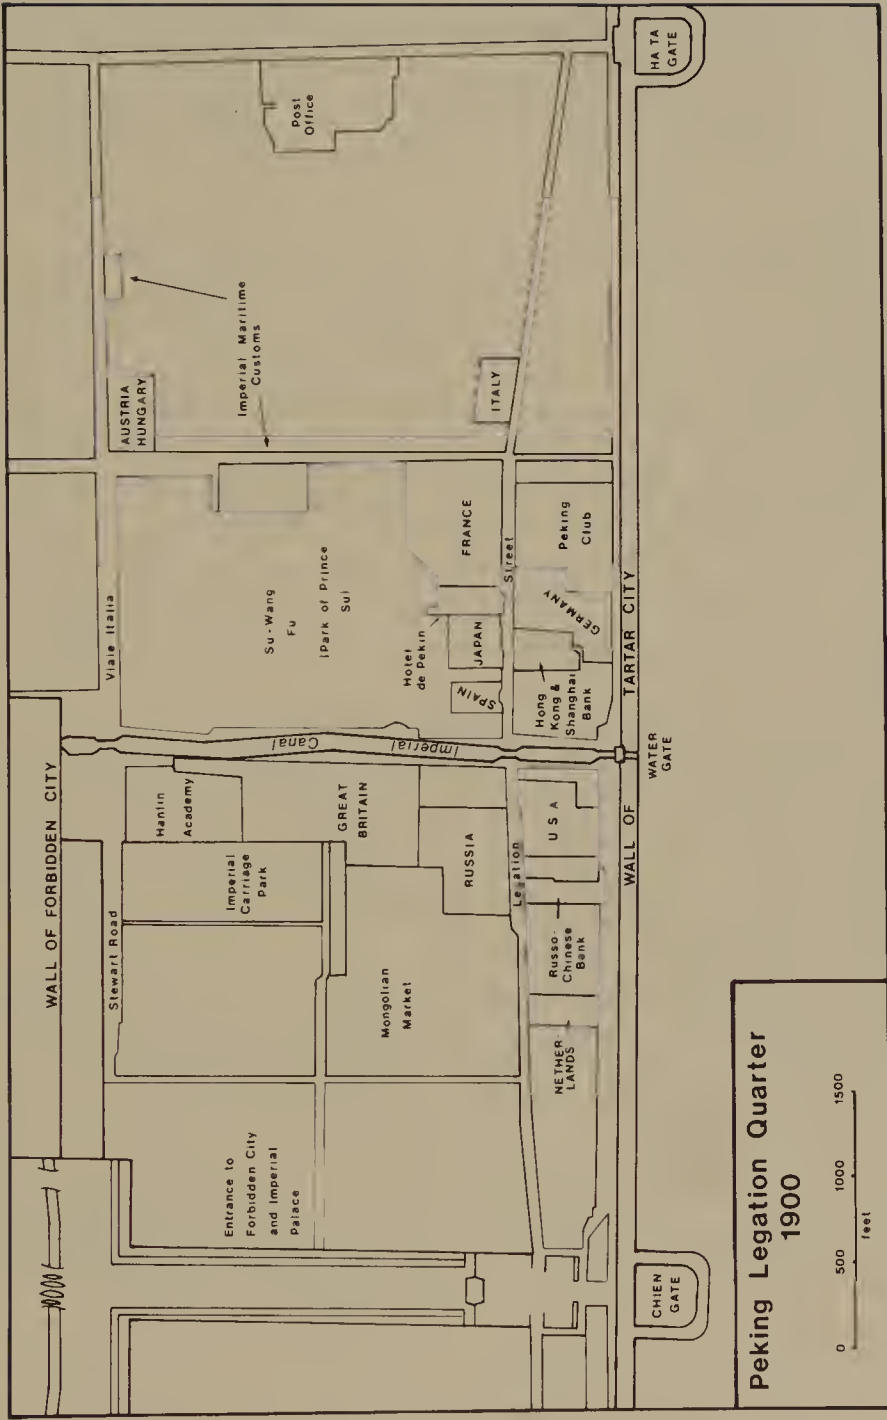 WALL OF FORBIDDEN CITY
Stewart Road
Viale Italia
Entrance to
Forbidden City
and Imperial
Palace
Imperial
Carriage
Park
Hanlin
Academy
Mongolian
Market
GREAT
BRITAIN
RUSSIA
Imperial
Canal
Su-Wang
Fu
(Park of Prince
Su)
Hotel
de Pekin
SPAIN
JAPAN
FRANCE
AUSTRIA
HUNGARY
Imperial Maritime
Customs
Post
Office
ITALY
Legation
Street
NETHER-
LANDS
Russo-
Chinese
Bank
USA
Hong
Kong &
Shanghai
Bank
GERMANY
Peking
Club
WALL OF
TARTAR CITY
CHIEN
GATE
WATER
GATE
HA TA
GATE
Peking Legation Quarter
1900
0 500 1000 1500
feet